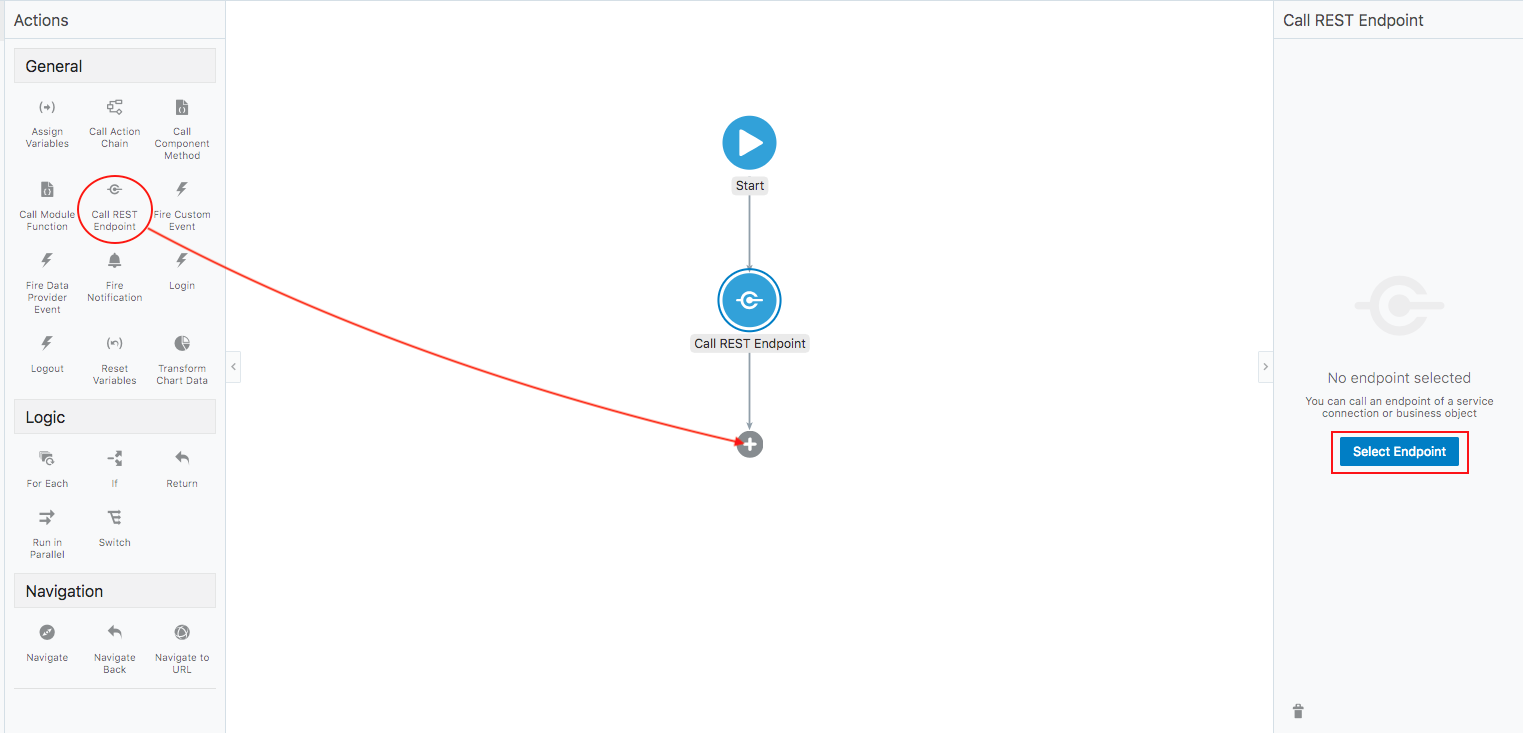 Actions
General
Assign
Variables
Call Action
Chain
Call
Component
Method
Call Module
Function
Call REST
Endpoint
Fire Custom
Event
Fire Data
Provider
Event
Fire
Notification
Login
Logout
Reset
Variables
Transform
Chart Data
Logic
For Each
If
Return
Run in
Parallel
Switch
Navigation
Navigate
Navigate
Back
Navigate to
URL
Start
Call REST Endpoint
Call REST Endpoint
No endpoint selected
You can call an endpoint of a service
connection or business object
Select Endpoint